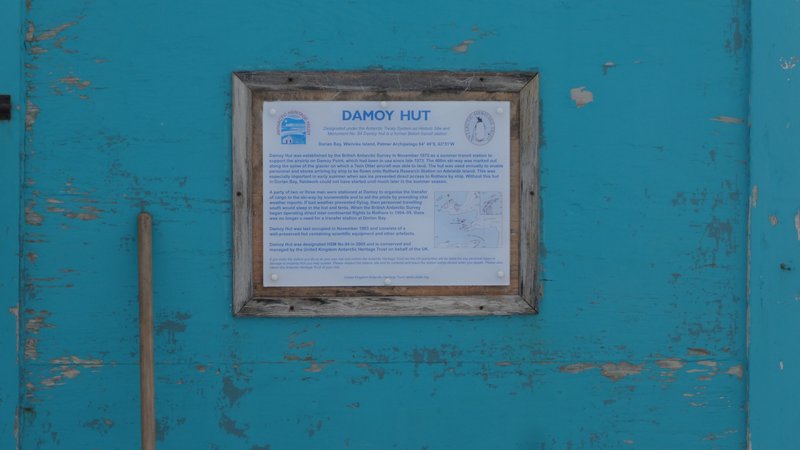 DAMOY HUT
Designated under the Antarctic Treaty System as Historic Site and
Monument No. 84 Damoy Hut is a former British transit station
Dorian Bay, Wiencke Island, Palmer Archipelago 64° 49'S, 63°31'W
Damoy Hut was established by the British Antarctic Survey in November 1975 as a summer transit station to
support the airstrip on Damoy Point, which had been in use since late 1973. The 400m ski-way was marked out
along the spine of the glacier on which a Twin Otter aircraft was able to land. The hut was used annually to enable
personnel and stores arriving by ship to be flown onto Rothera Research Station on Adelaide Island. This was
especially important in early summer when sea ice prevented direct access to Rothera by ship. Without this hut
in Dorian Bay, fieldwork could not have started until much later in the summer season.
A party of two or three men were stationed at Damoy to organise the transfer
of cargo to the ski-way by snowmobile and to aid the pilots by providing vital
weather reports. If bad weather prevented flying, then personnel travelling
south would sleep in the hut and tents. When the British Antarctic Survey
began operating direct inter-continental flights to Rothera in 1994-95, there
was no longer a need for a transfer station at Dorian Bay.
Damoy Hut was last occupied in November 1993 and consists of a
well-preserved hut containing scientific equipment and other artefacts.
Damoy Hut was designated HSM No.84 in 2009 and is conserved and
managed by the United Kingdom Antarctic Heritage Trust on behalf of the UK.
United Kingdom Antarctic Heritage Trust